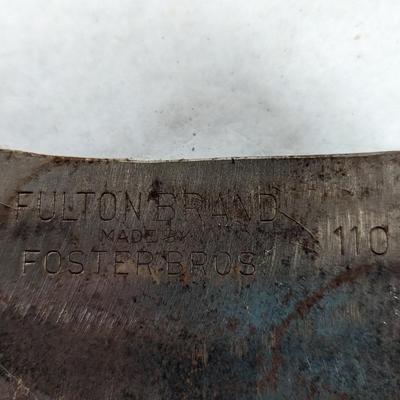 FULTON BRAND
MADE BY
FOSTER BROS
110